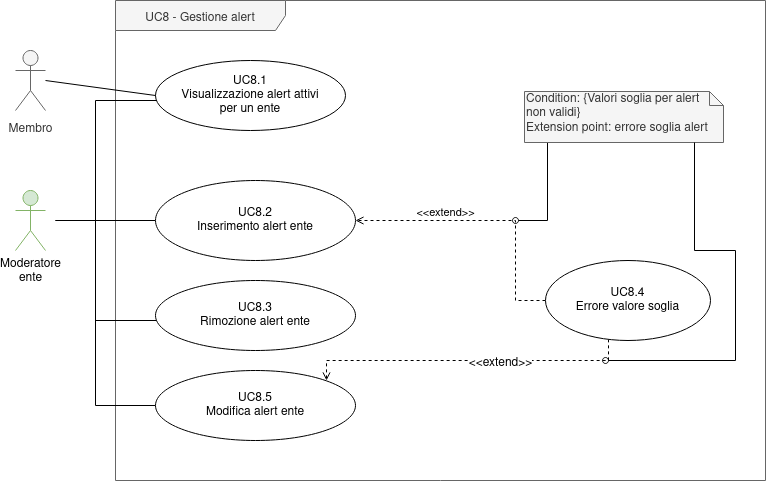 UC8 - Gestione alert
Membro
UC8.1
Visualizzazione alert attivi
per un ente
Condition: {Valori soglia per alert
non validi}
Extension point: errore soglia alert
Moderatore
ente
UC8.2
Inserimento alert ente
<<extend>>
UC8.3
Rimozione alert ente
UC8.4
Errore valore soglia
<<extend>>
UC8.5
Modifica alert ente